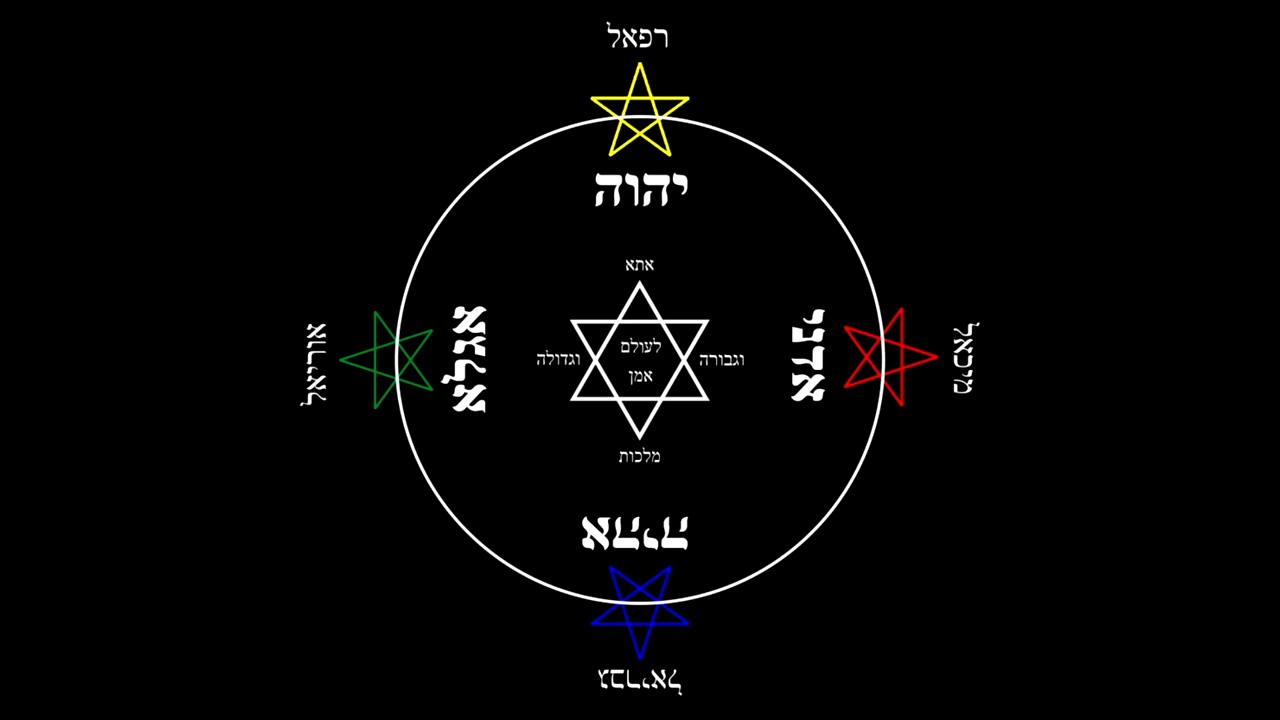 רפאל
יהוה
אתא
מיכאל
אדני
וגבורה
לעולם
אמן
וגדולה
אגלא
אוריאל
מלכות
אהיה
גבריאל